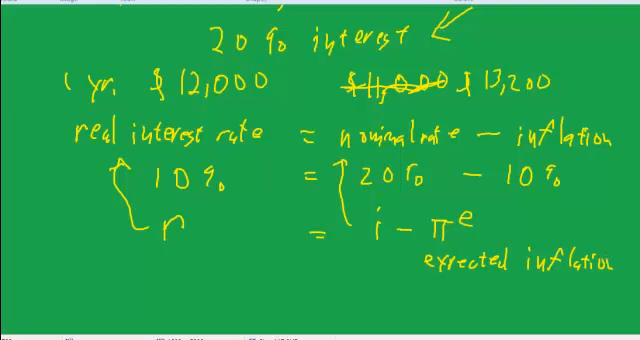 20% interest
1 yr. $12,000 $11,000 $13,200
real interest rate = nominal rate - inflation
10% = 20% - 10%
r = i - π^e
expected inflation